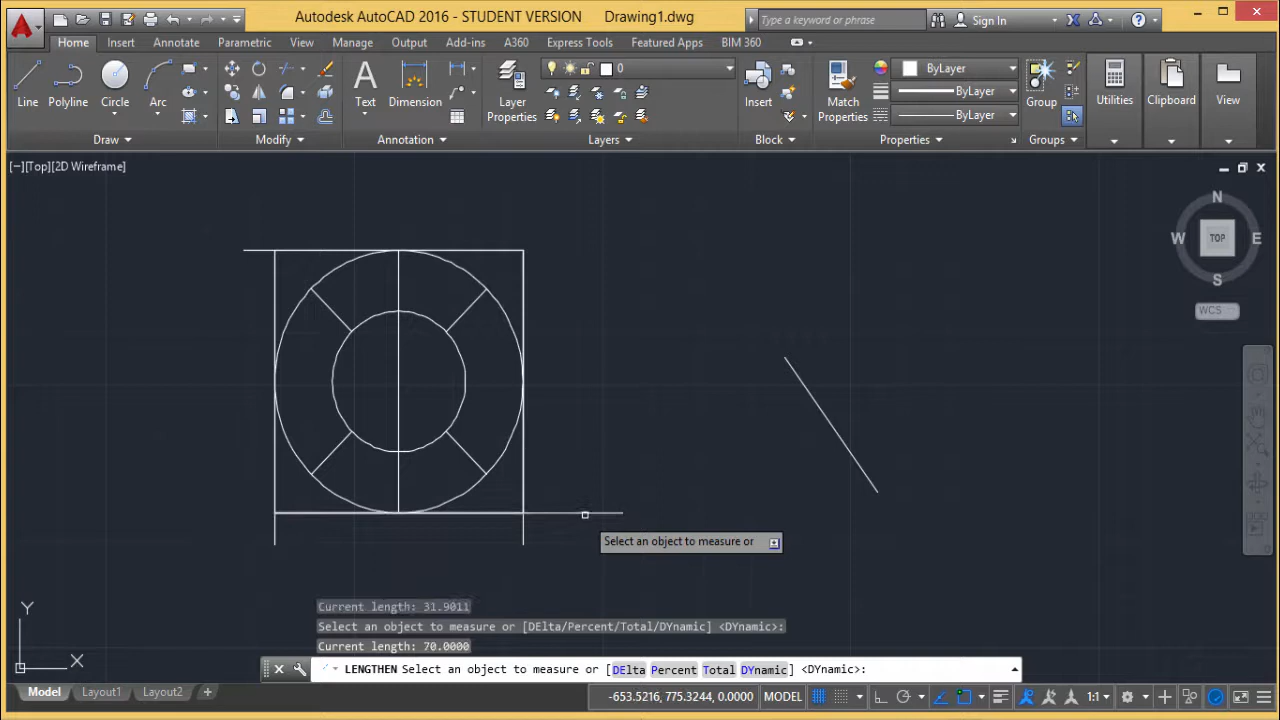 Autodesk AutoCAD 2016 - STUDENT VERSION Drawing1.dwg
Type a keyword or phrase
Sign In
Home Insert Annotate Parametric View Manage Output Add-ins A360 Express Tools Featured Apps BIM 360
0
ByLayer
ByLayer
ByLayer
Line Polyline Circle Arc
Text Dimension
Layer
Properties
Insert
Match
Properties
Group
Utilities Clipboard View
Draw Modify Annotation Layers Block Properties Groups
[−][Top][2D Wireframe]
N
W TOP E
S
WCS
Select an object to measure or
Current length: 31.9011
Select an object to measure or [DElta/Percent/Total/DYnamic] <DYnamic>:
Current length: 70.0000
LENGTHEN Select an object to measure or [DElta Percent Total DYnamic] <DYnamic>:
Y
X
Model Layout1 Layout2 +
-653.5216, 775.3244, 0.0000 MODEL 1:1